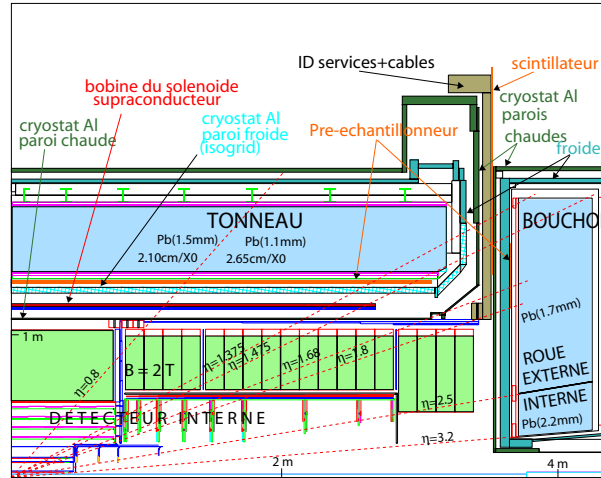 ID services+cables
scintillateur
bobine du solenoide
supraconducteur
cryostat Al
paroi chaude
cryostat Al
paroi froide
(isogrid)
Pre-echantillonneur
cryostat Al
parois
chaudes
froide
TONNEAU
Pb(1.5mm)
Pb(1.1mm)
2.10cm/X0
2.65cm/X0
BOUCHO
Pb(1.7mm)
ROUE
EXTERNE
INTERNE
Pb(2.2mm)
1 m
η=0.8
B = 2 T
η=1.375
η=1.475
η=1.68
η=1.8
η=2.5
η=3.2
DETECTEUR INTERNE
2 m
4 m